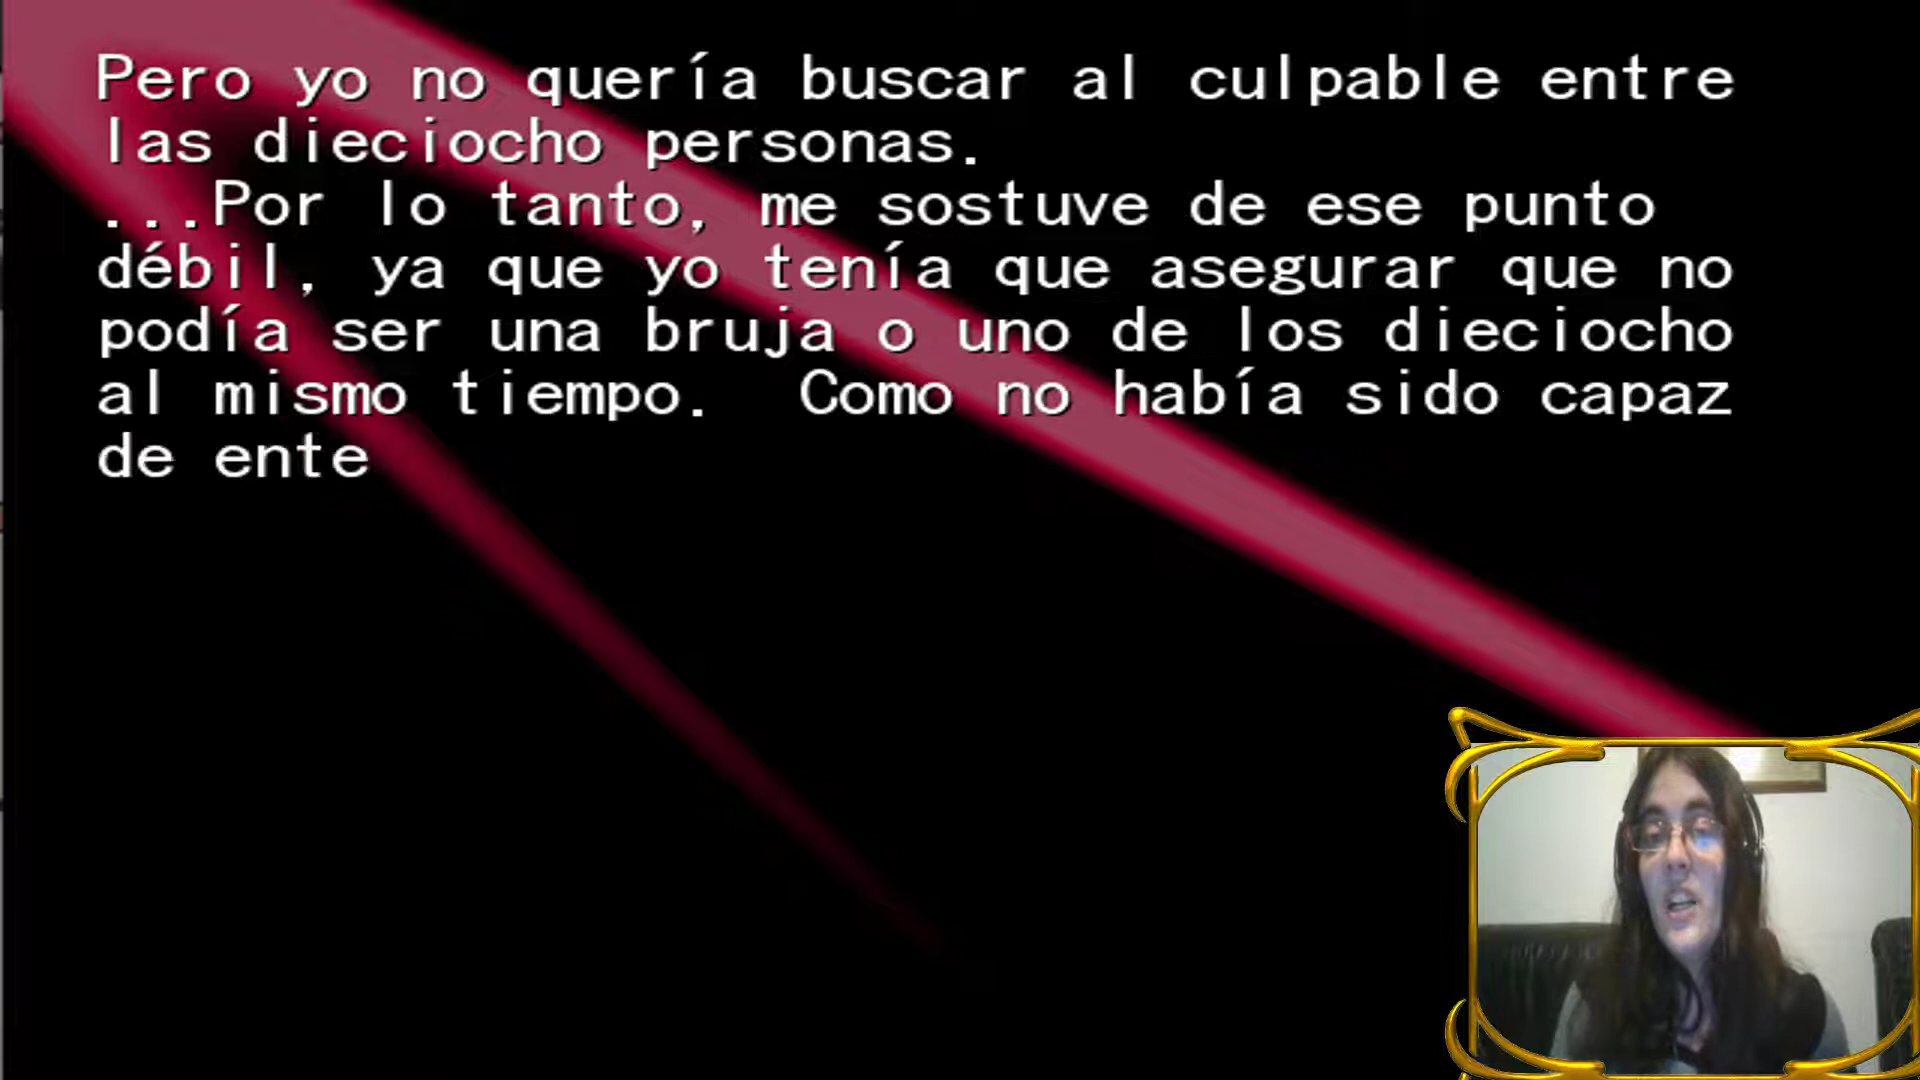 Pero yo no quería buscar al culpable entre
las dieciocho personas.
...Por lo tanto, me sostuve de ese punto
débil, ya que yo tenía que asegurar que no
podía ser una bruja o uno de los dieciocho
al mismo tiempo.  Como no había sido capaz
de ente